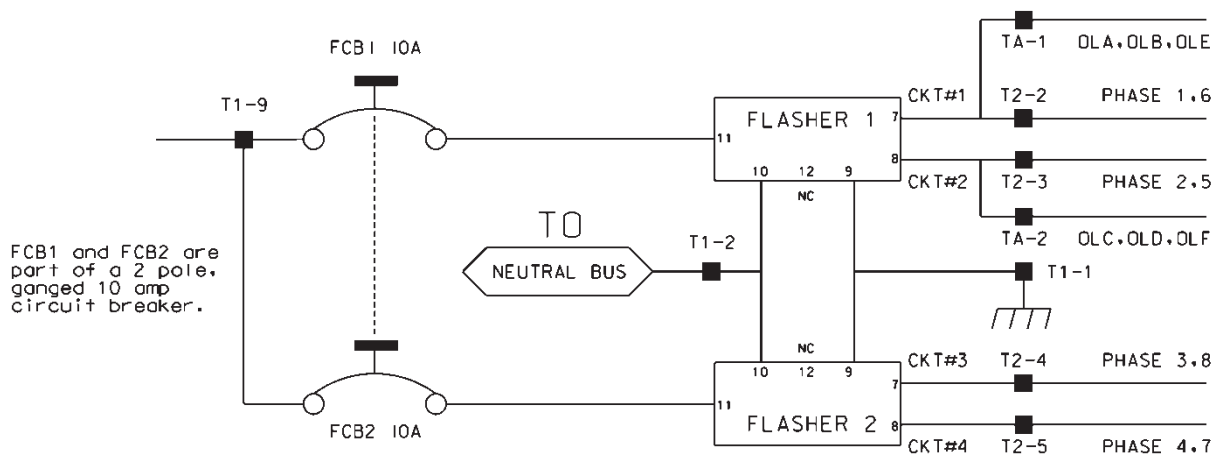 FCB1 10A
T1-9
FCB1 and FCB2 are
part of a 2 pole,
ganged 10 amp
circuit breaker.
FCB2 10A
TO
NEUTRAL BUS
T1-2
FLASHER 1
11
7
8
10 12 9
NC
CKT#1
CKT#2
TA-1 OLA,OLB,OLE
T2-2 PHASE 1,6
T2-3 PHASE 2,5
TA-2 OLC,OLD,OLF
T1-1
NC
10 12 9
11
7
8
FLASHER 2
CKT#3 T2-4 PHASE 3,8
CKT#4 T2-5 PHASE 4,7